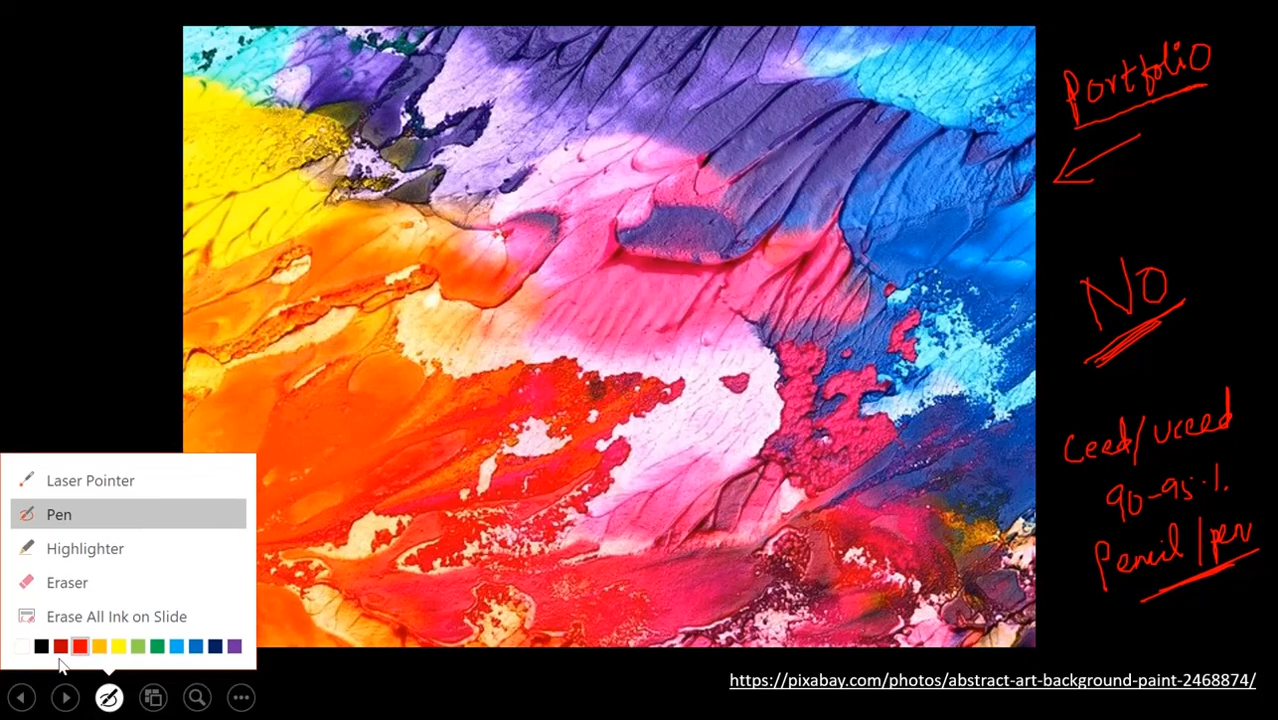 Portfolio
No
Ceed/uceed
90-95%
Pencil/pen
Laser Pointer
Pen
Highlighter
Eraser
Erase All Ink on Slide
https://pixabay.com/photos/abstract-art-background-paint-2468874/